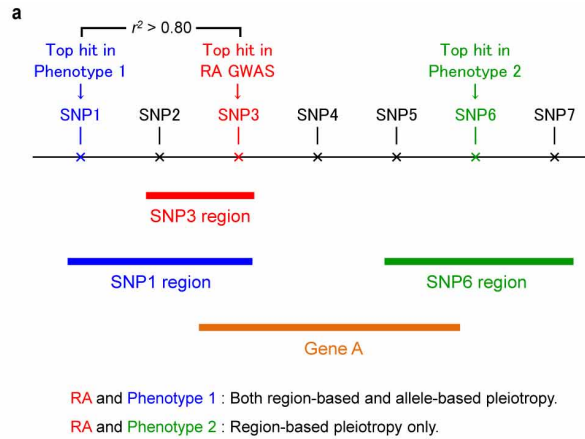 a
r² > 0.80
Top hit in Phenotype 1
Top hit in RA GWAS
Top hit in Phenotype 2
SNP1 SNP2 SNP3 SNP4 SNP5 SNP6 SNP7
SNP3 region
SNP1 region
SNP6 region
Gene A
RA and Phenotype 1 : Both region-based and allele-based pleiotropy.
RA and Phenotype 2 : Region-based pleiotropy only.